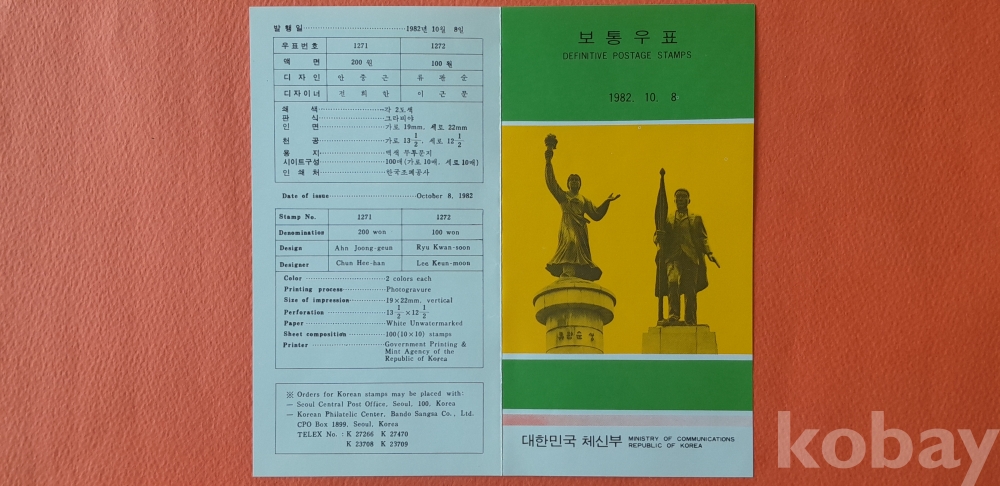 발행일 1982년 10월 8일
우표번호 1271 1272
액면 200원 100원
디자인 안중근 유관순
디자이너 전희한 이근문
쇄색 각 2도쇄
판식 그라비아
인면 가로 19mm, 세로 22mm
천공 가로 13 1/2, 세로 12 1/2
용지 백색 무투문지
시이트구성 100매(가로 10매, 세로 10매)
인쇄처 한국조폐공사
Date of issue October 8, 1982
Stamp No. 1271 1272
Denomination 200 won 100 won
Design Ahn Joong-geun Ryu Kwan-soon
Designer Chun Hee-han Lee Keun-moon
Color 2 colors each
Printing process Photogravure
Size of impression 19×22mm, vertical
Perforation 13 1/2 ×12 1/2
Paper White Unwatermarked
Sheet composition 100(10×10) stamps
Printer Government Printing &
Mint Agency of the
Republic of Korea
※ Orders for Korean stamps may be placed with:
— Seoul Central Post Office, Seoul, 100, Korea
— Korean Philatelic Center, Bando Sangsa Co., Ltd.
CPO Box 1899, Seoul, Korea
TELEX No. : K 27266 K 27470
K 23708 K 23709
보통우표
DEFINITIVE POSTAGE STAMPS
1982. 10. 8
대한민국 체신부 MINISTRY OF COMMUNICATIONS
REPUBLIC OF KOREA
kobay